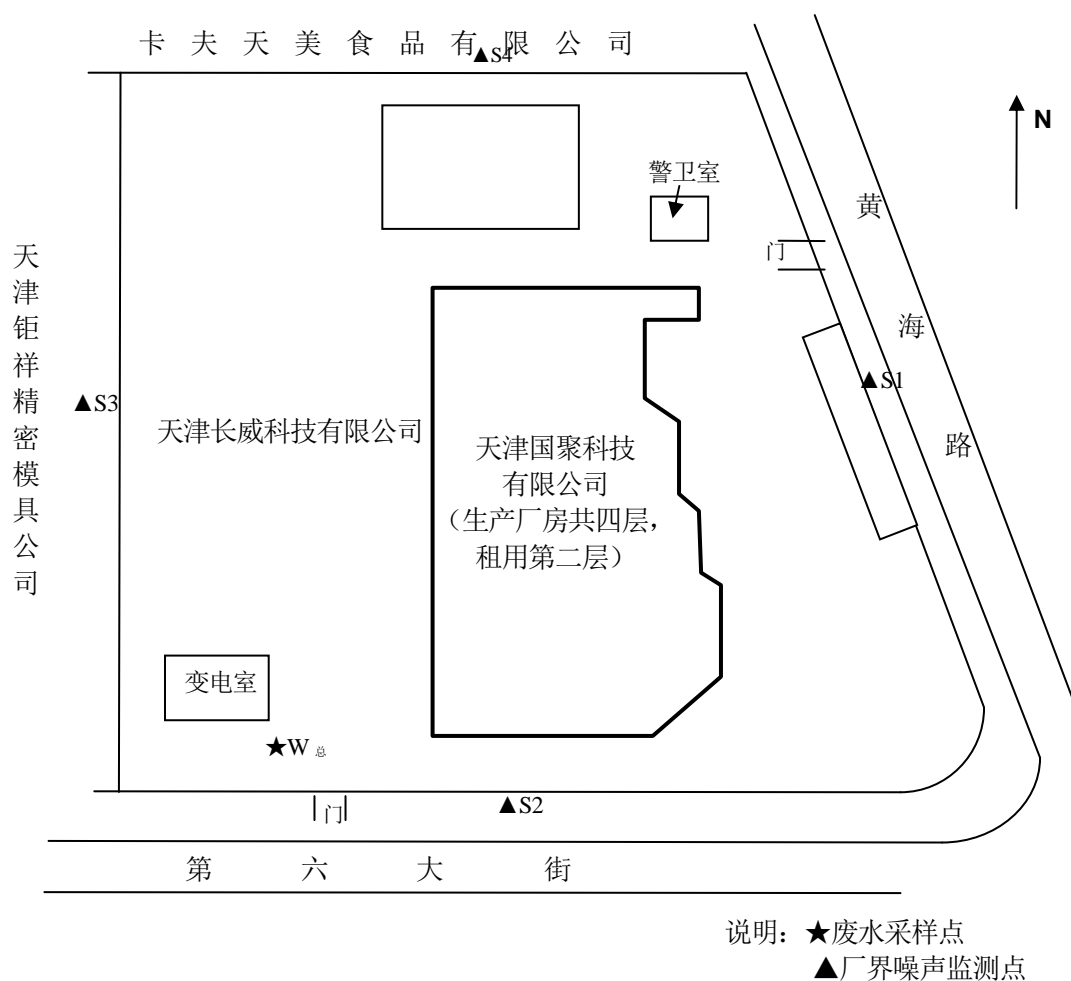 卡夫天美食品有限公司
▲S4
N
警卫室
黄海路
门
天津钜祥精密模具公司
▲S1
▲S3
天津长威科技有限公司
天津国聚科技
有限公司
（生产厂房共四层，
租用第二层）
变电室
★W总
▲S2
门
第六大街
说明：★废水采样点
▲厂界噪声监测点